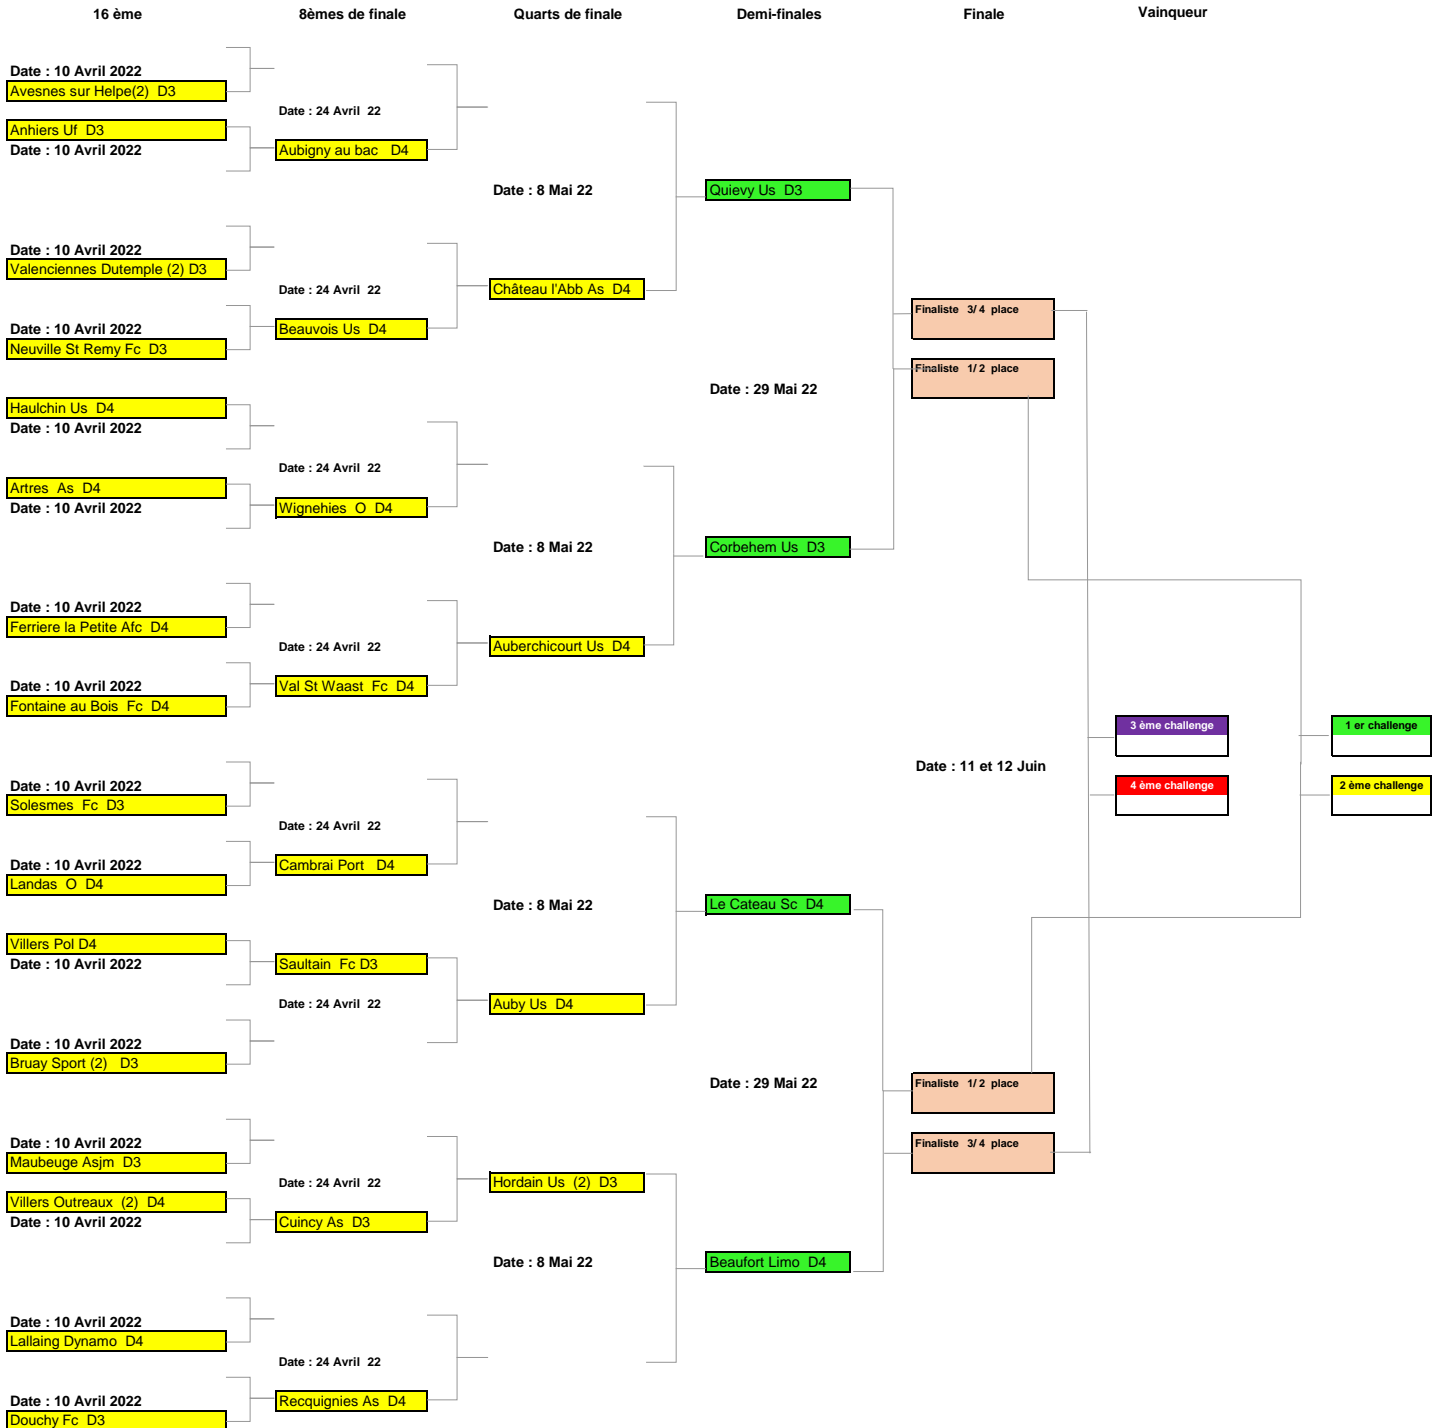 16 ème
8èmes de finale
Quarts de finale
Demi-finales
Finale
Vainqueur
Date : 10 Avril 2022
Avesnes sur Helpe(2) D3
Date : 24 Avril 22
Anhiers Uf D3
Date : 10 Avril 2022
Aubigny au bac D4
Date : 8 Mai 22
Quievy Us D3
Date : 10 Avril 2022
Valenciennes Dutemple (2) D3
Date : 24 Avril 22
Château l'Abb As D4
Date : 10 Avril 2022
Beauvois Us D4
Neuville St Remy Fc D3
Finaliste 3/ 4 place
Finaliste 1/ 2 place
Date : 29 Mai 22
Haulchin Us D4
Date : 10 Avril 2022
Date : 24 Avril 22
Artres As D4
Date : 10 Avril 2022
Wignehies O D4
Date : 8 Mai 22
Corbehem Us D3
Date : 10 Avril 2022
Ferriere la Petite Afc D4
Date : 24 Avril 22
Auberchicourt Us D4
Date : 10 Avril 2022
Val St Waast Fc D4
Fontaine au Bois Fc D4
3 ème challenge
1 er challenge
Date : 11 et 12 Juin
4 ème challenge
2 ème challenge
Date : 10 Avril 2022
Solesmes Fc D3
Date : 24 Avril 22
Date : 10 Avril 2022
Cambrai Port D4
Landas O D4
Date : 8 Mai 22
Le Cateau Sc D4
Villers Pol D4
Date : 10 Avril 2022
Saultain Fc D3
Date : 24 Avril 22
Auby Us D4
Date : 10 Avril 2022
Bruay Sport (2) D3
Date : 29 Mai 22
Finaliste 1/ 2 place
Finaliste 3/ 4 place
Date : 10 Avril 2022
Maubeuge Asjm D3
Date : 24 Avril 22
Hordain Us (2) D3
Villers Outreaux (2) D4
Date : 10 Avril 2022
Cuincy As D3
Date : 8 Mai 22
Beaufort Limo D4
Date : 10 Avril 2022
Lallaing Dynamo D4
Date : 24 Avril 22
Date : 10 Avril 2022
Recquignies As D4
Douchy Fc D3